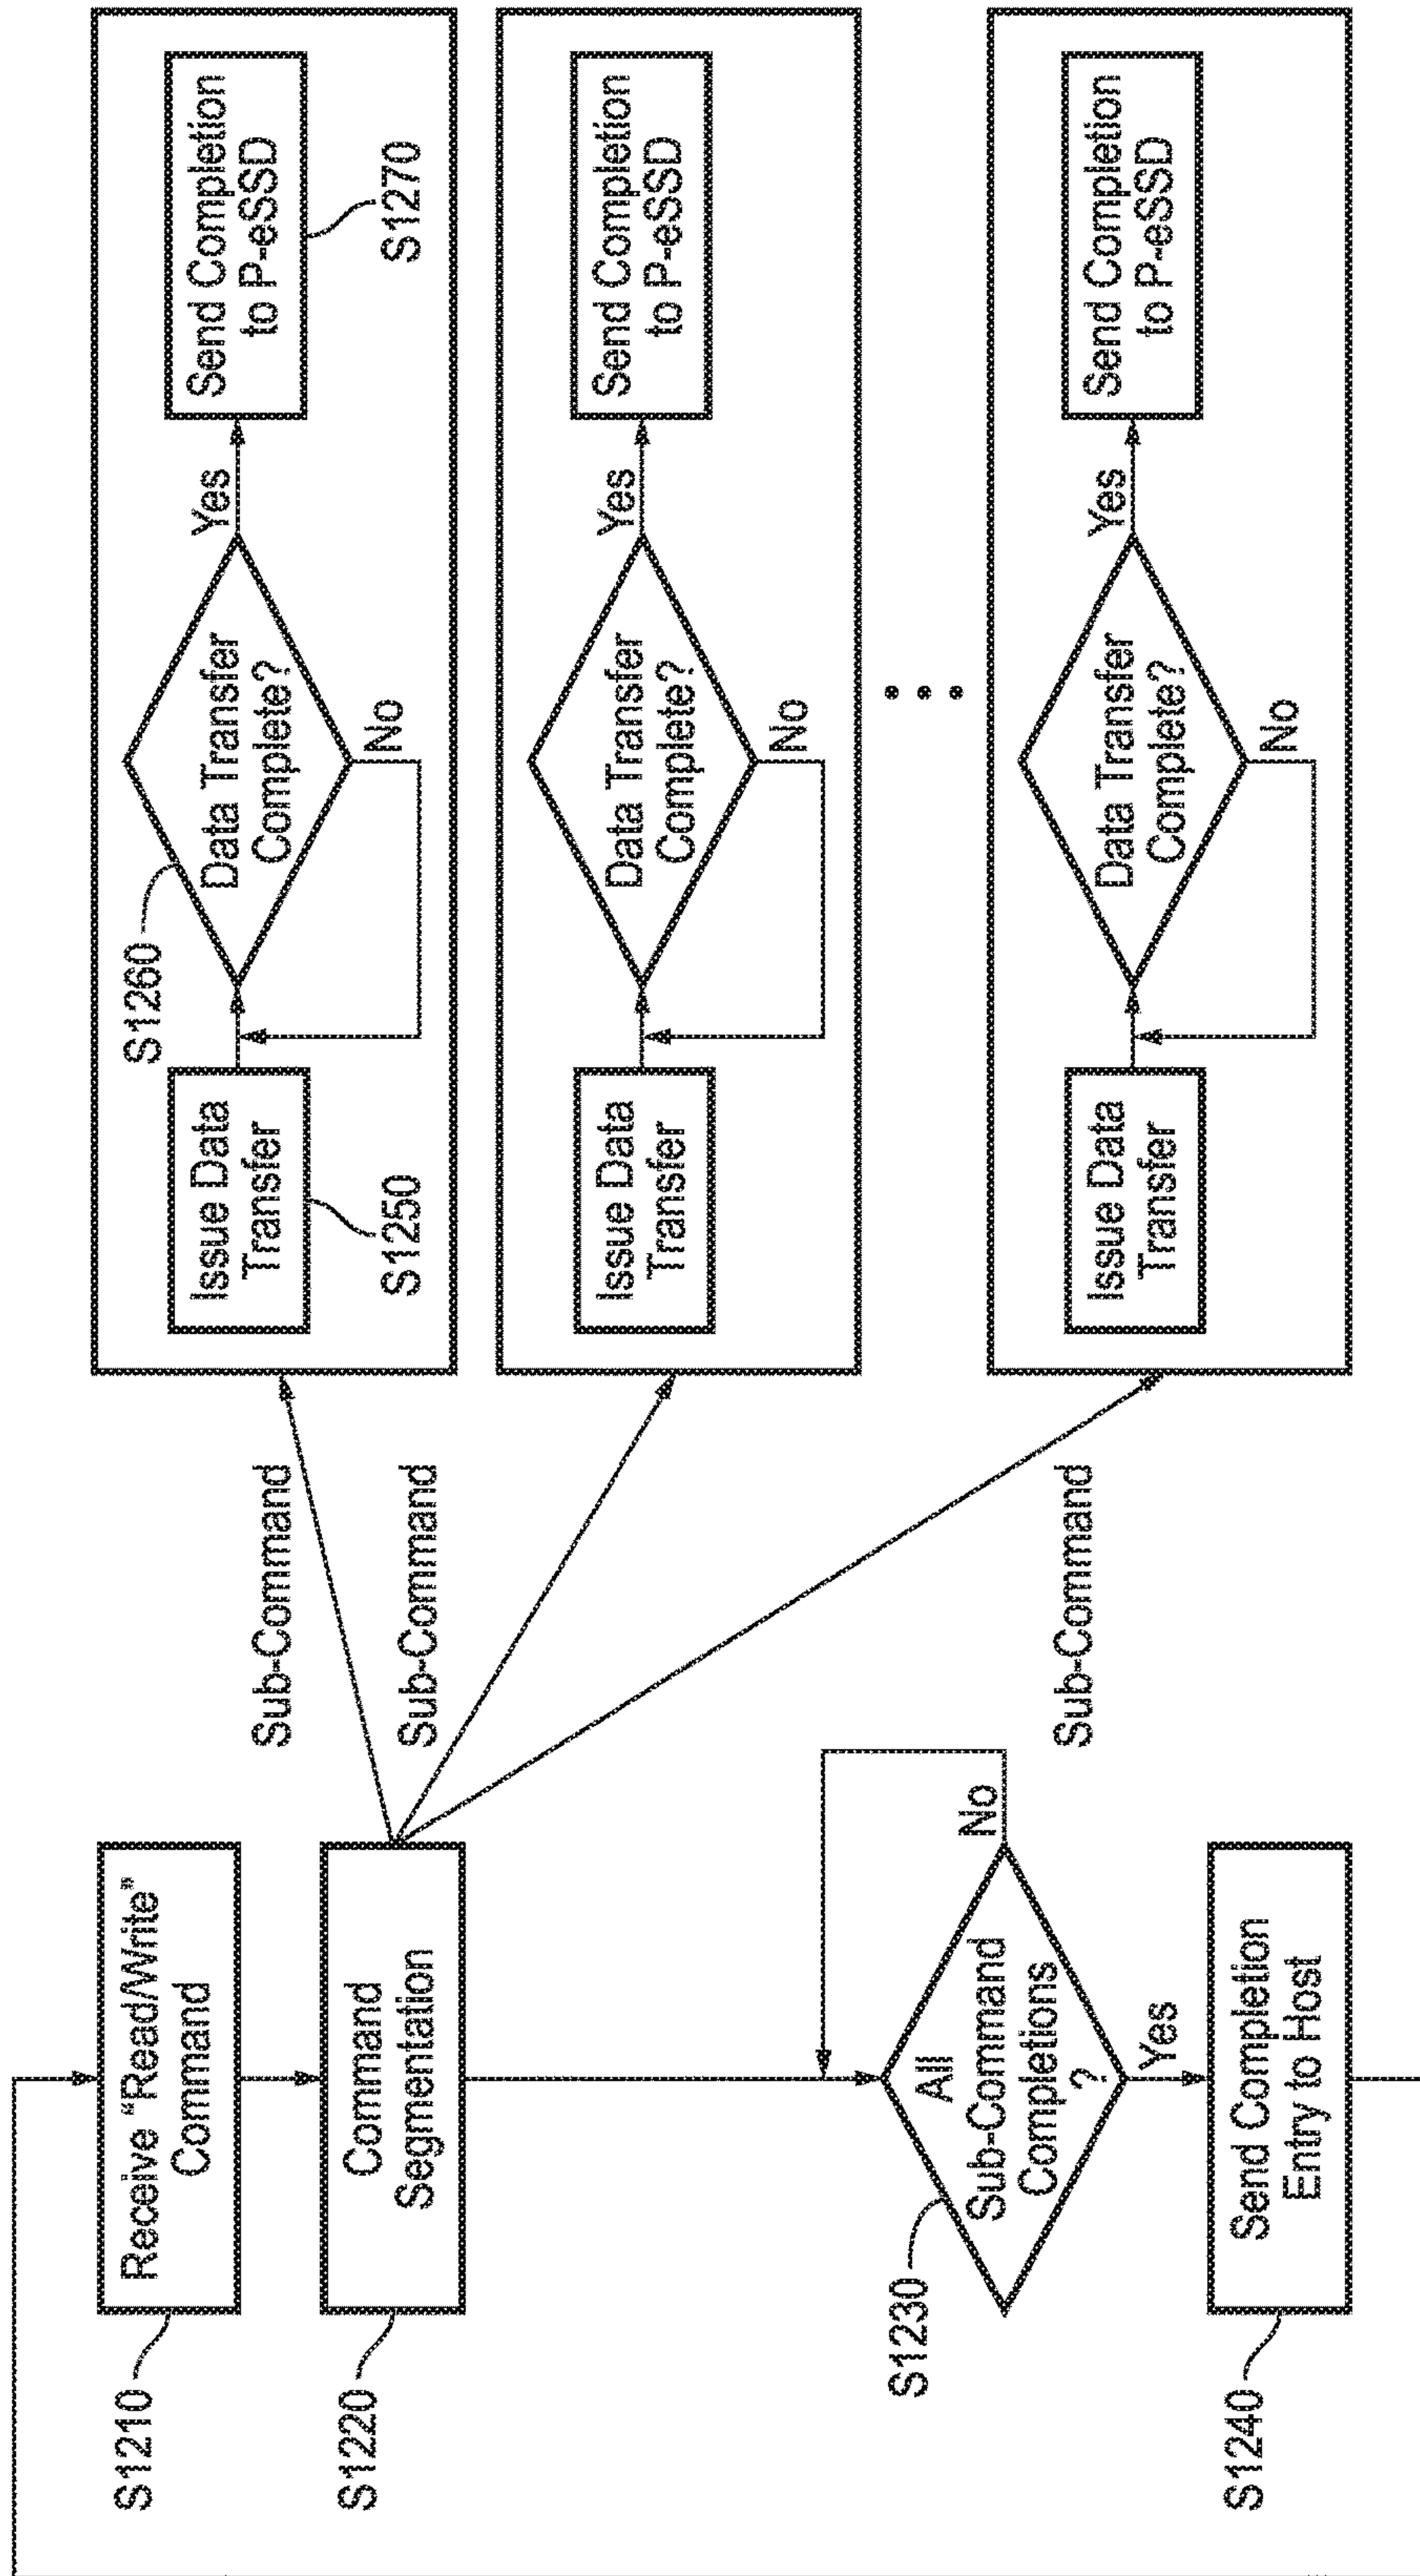 S1210
Receive "Read/Write"
Command
S1220
Command
Segmentation
S1230
All
Sub-Command
Completions
?
No
Yes
S1240
Send Completion
Entry to Host
Sub-Command
Sub-Command
Sub-Command
Issue Data
Transfer
S1250
S1260
Data Transfer
Complete?
No
Yes
Send Completion
to P-eSSD
S1270
Issue Data
Transfer
Data Transfer
Complete?
No
Yes
Send Completion
to P-eSSD
Issue Data
Transfer
Data Transfer
Complete?
No
Yes
Send Completion
to P-eSSD